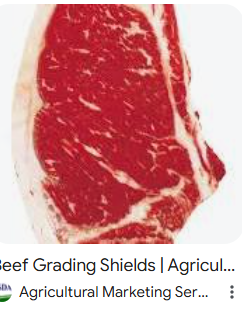 Beef Grading Shields | Agricul...
Agricultural Marketing Ser...